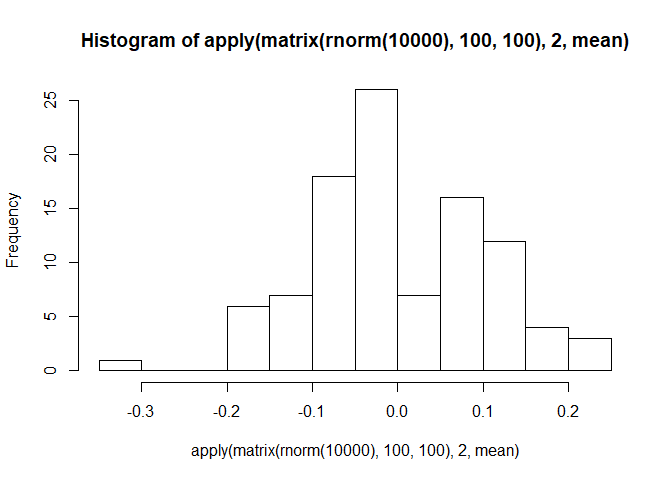 Histogram of apply(matrix(rnorm(10000), 100, 100), 2, mean)
Frequency
25
20
15
10
5
0
-0.3 -0.2 -0.1 0.0 0.1 0.2
apply(matrix(rnorm(10000), 100, 100), 2, mean)